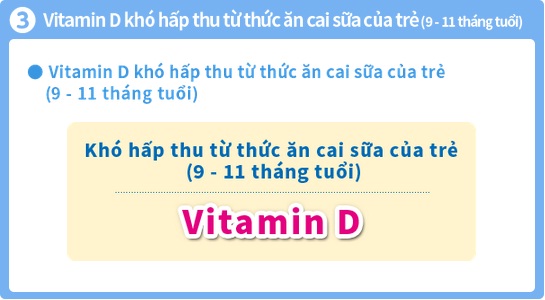 3 Vitamin D khó hấp thu từ thức ăn cai sữa của trẻ (9 - 11 tháng tuổi)
● Vitamin D khó hấp thu từ thức ăn cai sữa của trẻ
(9 - 11 tháng tuổi)
Khó hấp thu từ thức ăn cai sữa của trẻ
(9 - 11 tháng tuổi)
Vitamin D